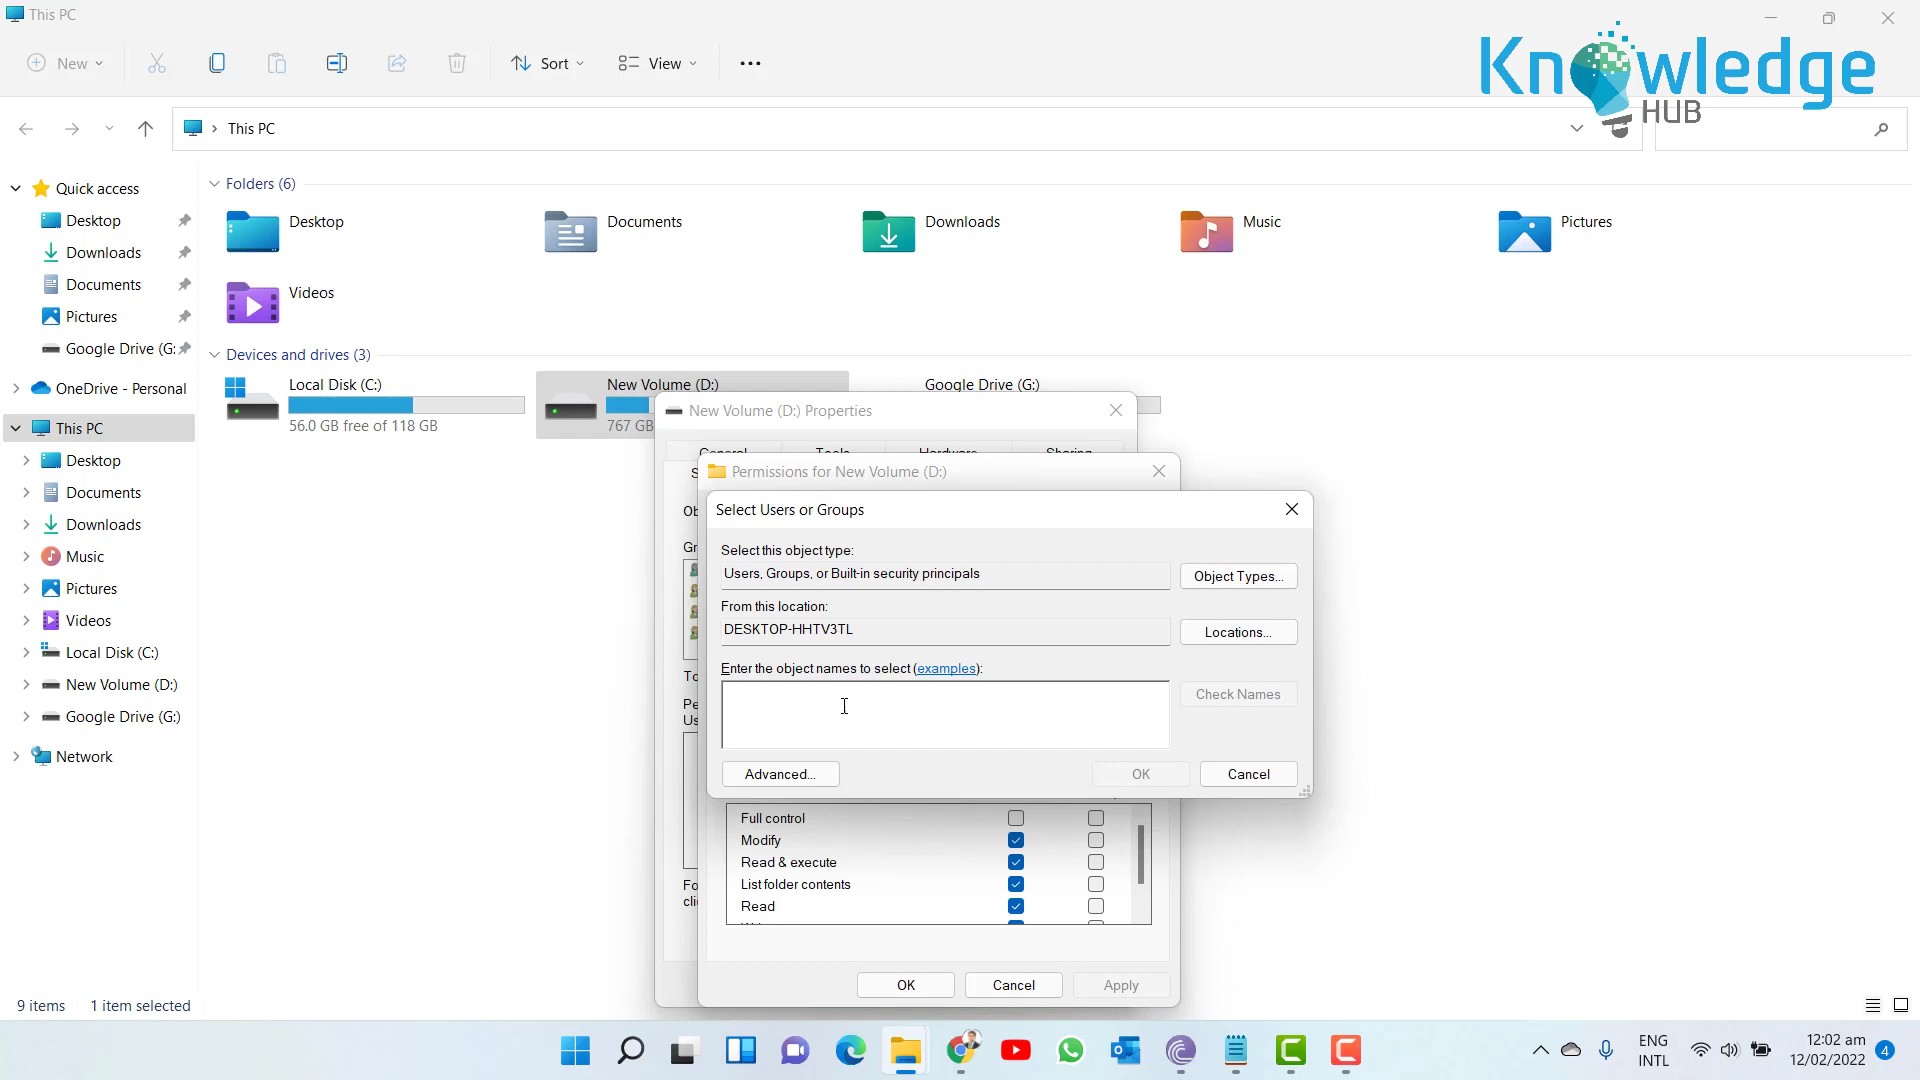 This PC
New
Sort
View
Knowledge
HUB
This PC
Quick access
Desktop
Downloads
Documents
Pictures
Google Drive (G:
OneDrive - Personal
This PC
Desktop
Documents
Downloads
Music
Pictures
Videos
Local Disk (C:)
New Volume (D:)
Google Drive (G:)
Network
Folders (6)
Desktop
Documents
Downloads
Music
Pictures
Videos
Devices and drives (3)
Local Disk (C:)
56.0 GB free of 118 GB
New Volume (D:)
767 GB
Google Drive (G:)
New Volume (D:) Properties
General Tools Hardware Sharing
Permissions for New Volume (D:)
Select Users or Groups
Select this object type:
Users, Groups, or Built-in security principals
Object Types...
From this location:
DESKTOP-HHTV3TL
Locations...
Enter the object names to select (examples):
Check Names
Advanced...
OK
Cancel
Full control
Modify
Read & execute
List folder contents
Read
OK
Cancel
Apply
9 items
1 item selected
ENG
INTL
12:02 am
12/02/2022
4